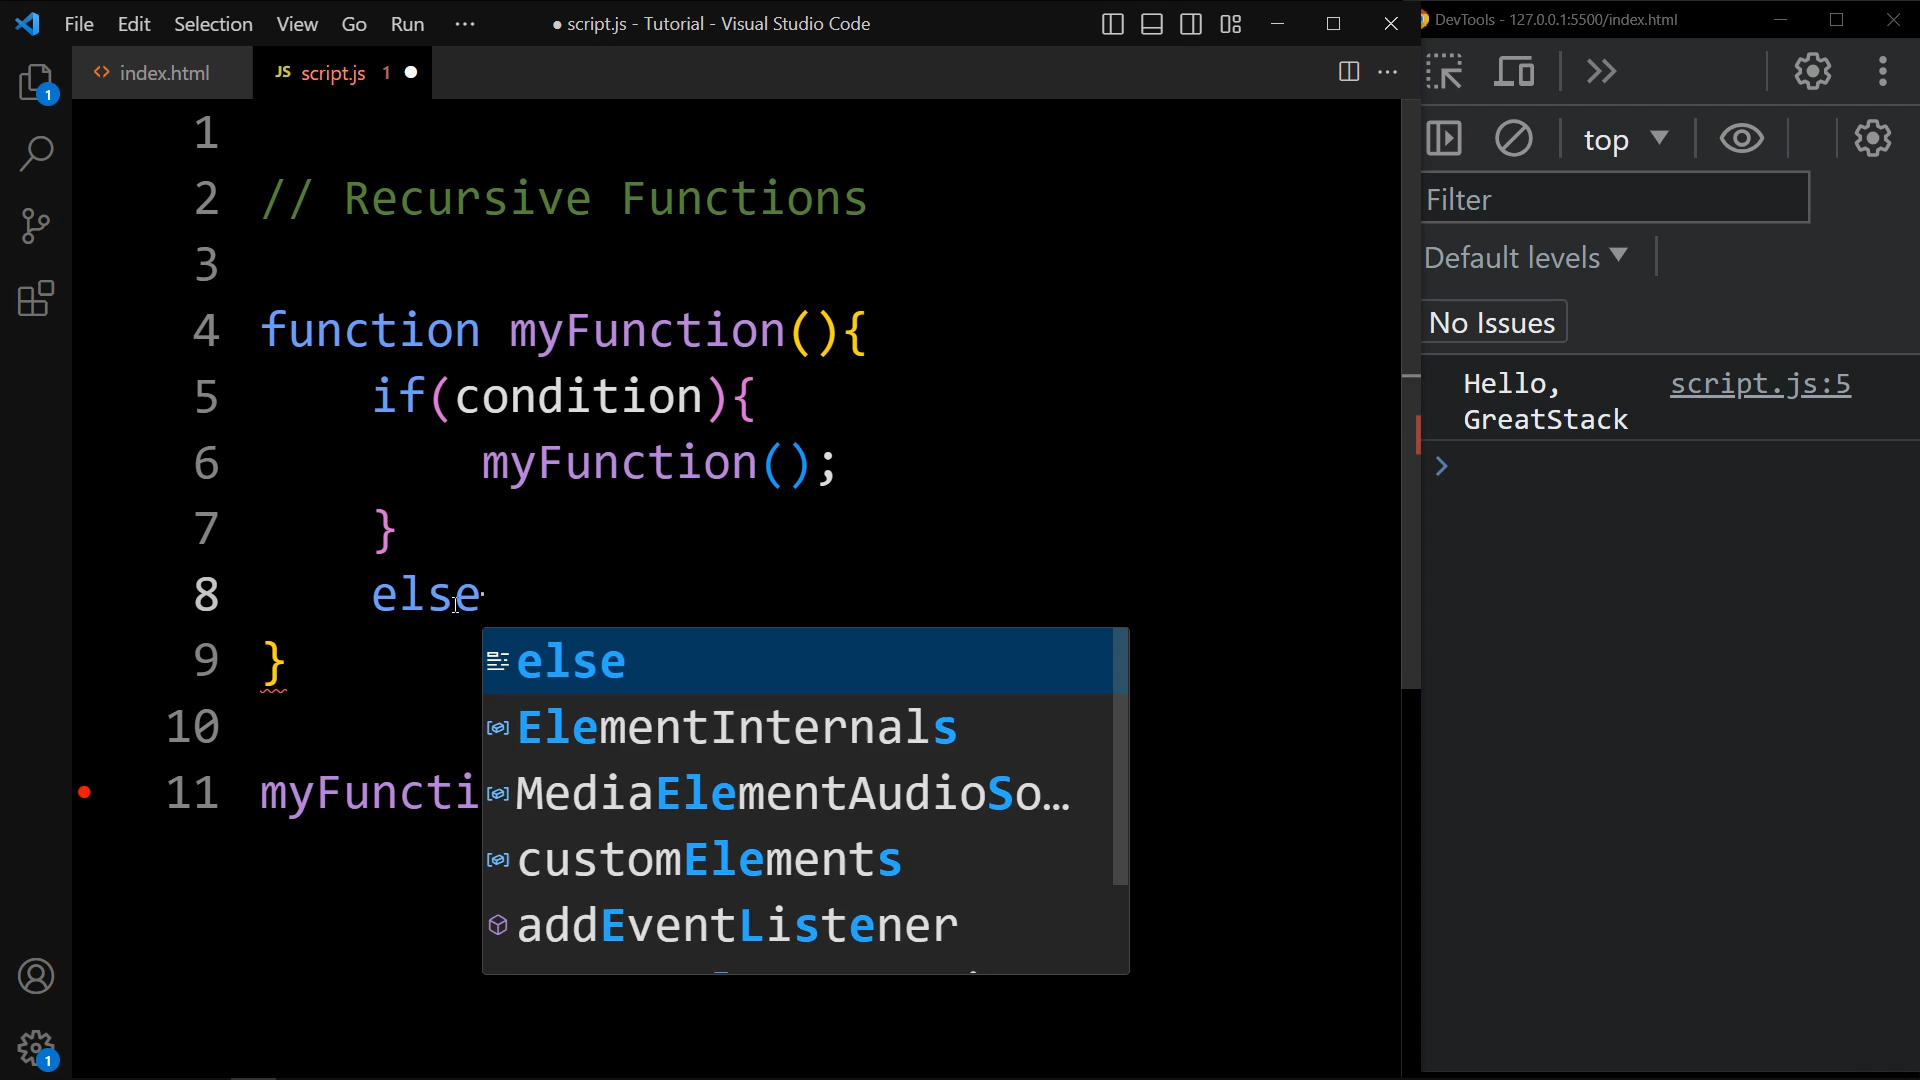 File Edit Selection View Go Run ··· ● script.js - Tutorial - Visual Studio Code
DevTools - 127.0.0.1:5500/index.html
<> index.html JS script.js 1 ●
1
2 // Recursive Functions
3
4 function myFunction(){
5 if(condition){
6 myFunction();
7 }
8 else
9 }
10
11 myFuncti
else
ElementInternals
MediaElementAudioSo…
customElements
addEventListener
1
1
top
Filter
Default levels
No Issues
Hello, script.js:5
GreatStack